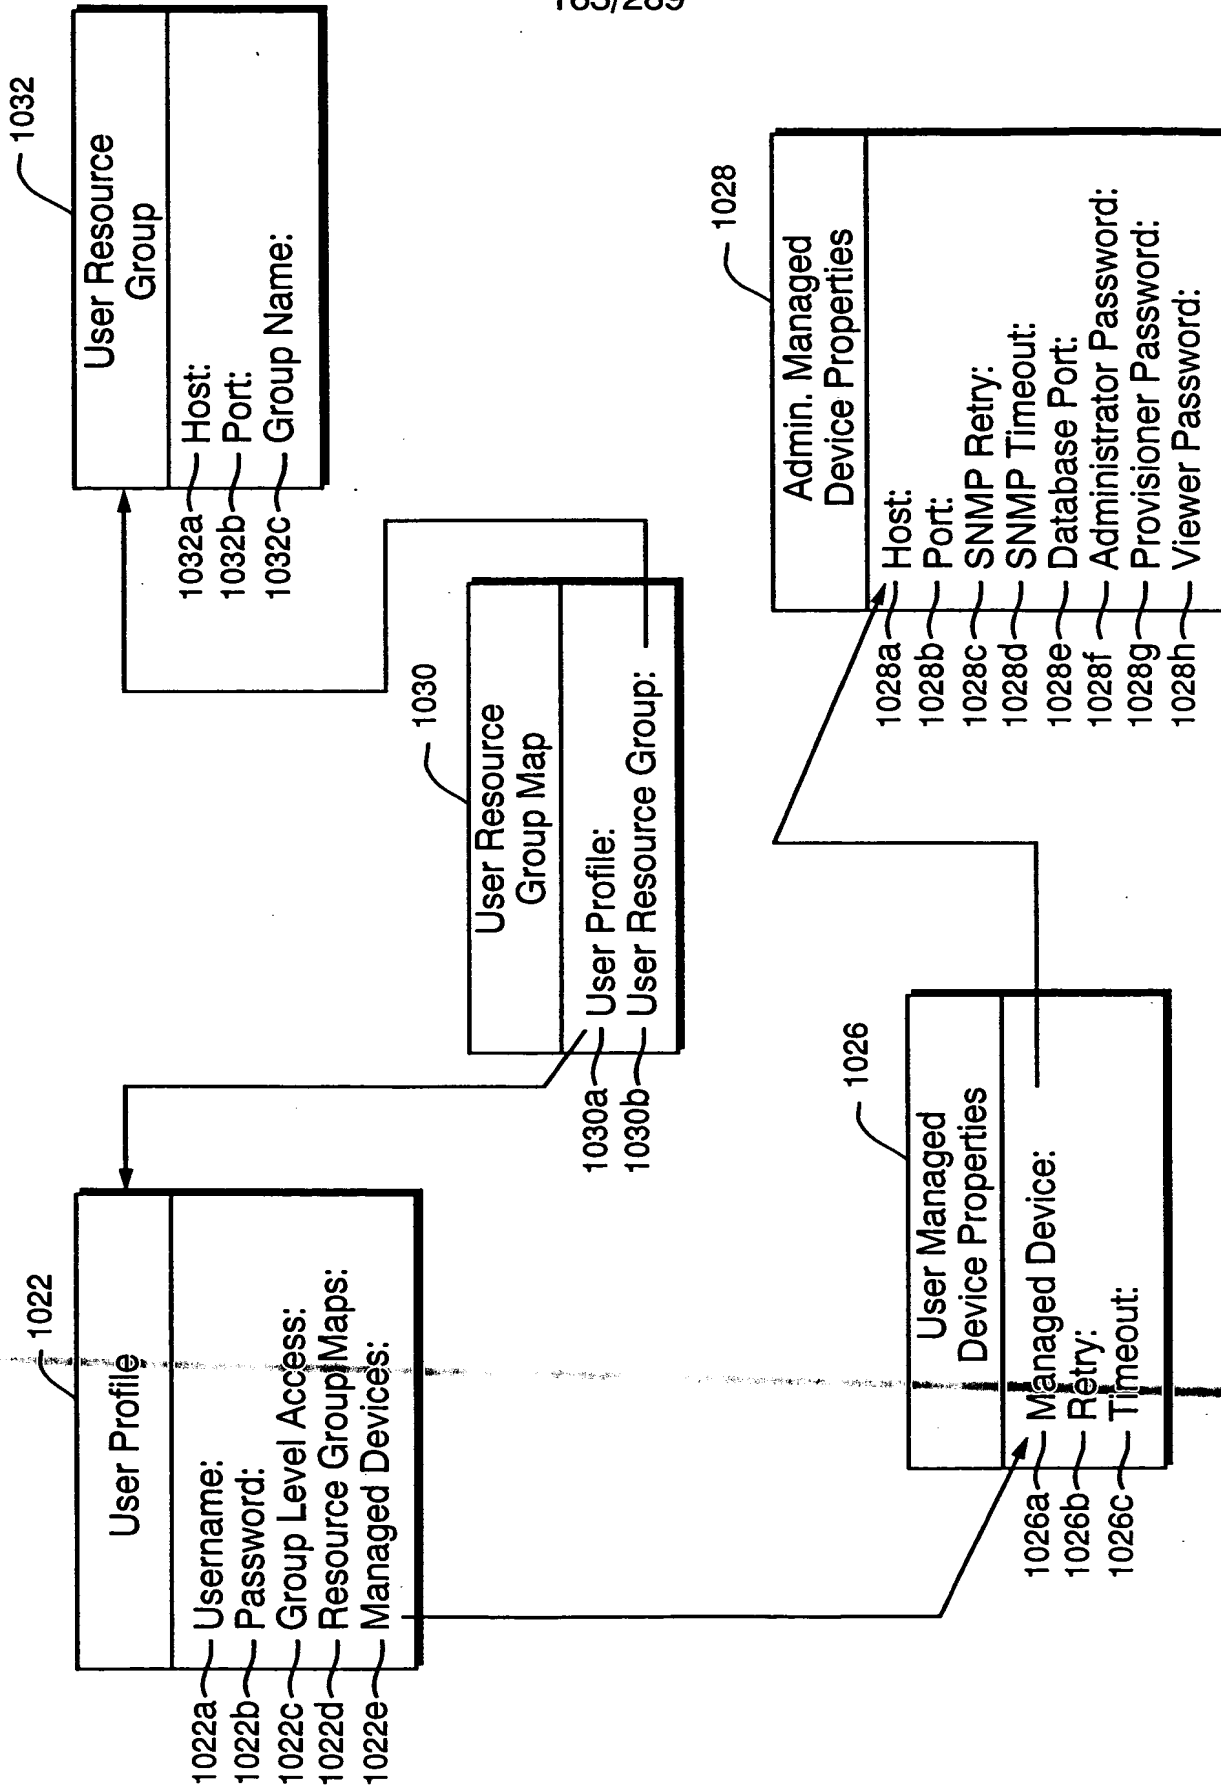 165/289
1022
User Profile
1022a Username:
1022b Password:
1022c Group Level Access:
1022d Resource Group Maps:
1022e Managed Devices:
1030
User Resource
Group Map
1030a User Profile:
1030b User Resource Group:
1032
User Resource
Group
1032a Host:
1032b Port:
1032c Group Name:
1026
User Managed
Device Properties
1026a Managed Device:
1026b Retry:
1026c Timeout:
1028
Admin. Managed
Device Properties
1028a Host:
1028b Port:
1028c SNMP Retry:
1028d SNMP Timeout:
1028e Database Port:
1028f Administrator Password:
1028g Provisioner Password:
1028h Viewer Password: